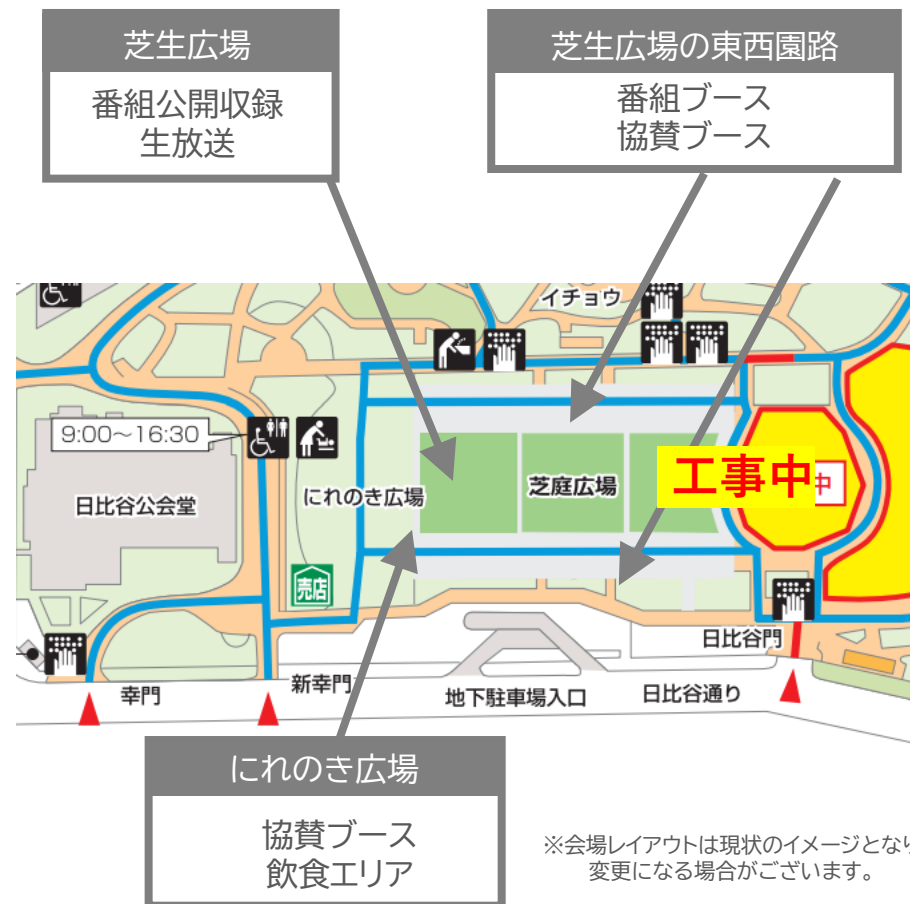 芝生広場
番組公開収録
生放送
芝生広場の東西園路
番組ブース
協賛ブース
イチョウ
9:00～16:30
日比谷公会堂
にれのき広場
芝庭広場
工事中
中
売店
日比谷門
幸門
新幸門
地下駐車場入口
日比谷通り
にれのき広場
協賛ブース
飲食エリア
※会場レイアウトは現状のイメージとなり
変更になる場合がございます。